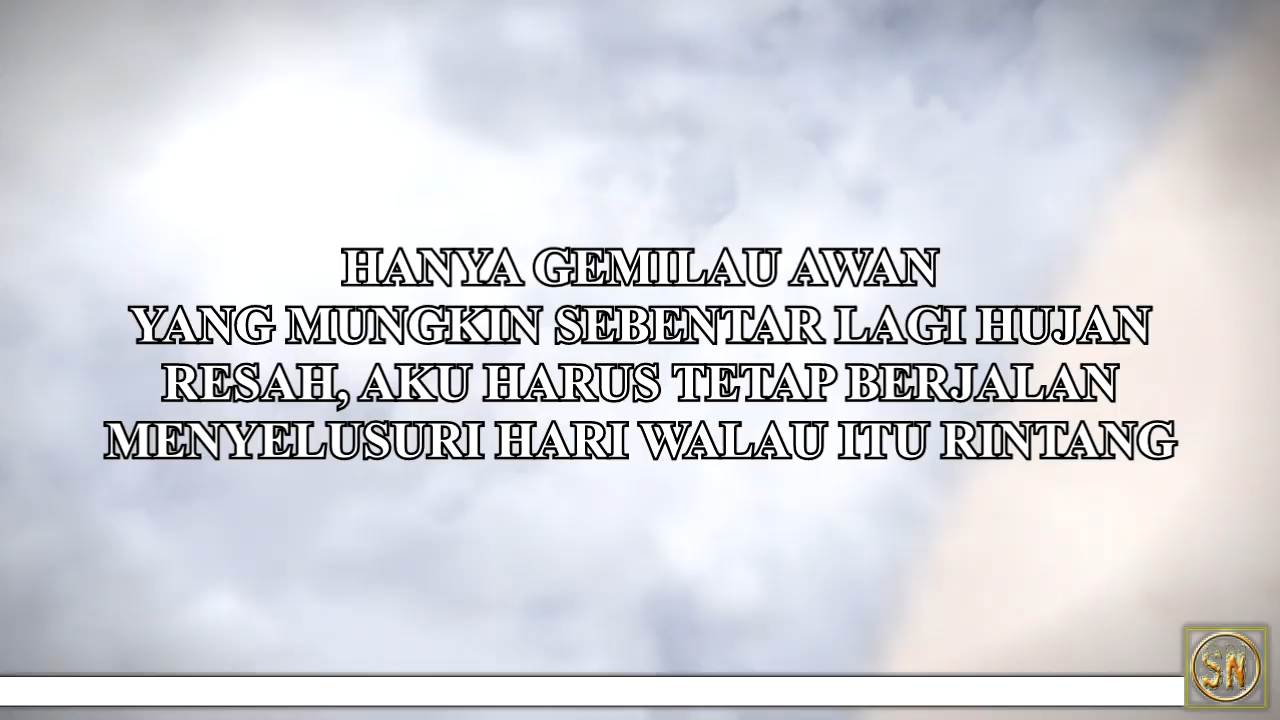 HANYA GEMILAU AWAN
YANG MUNGKIN SEBENTAR LAGI HUJAN
RESAH, AKU HARUS TETAP BERJALAN
MENYELUSURI HARI WALAU ITU RINTANG
SN